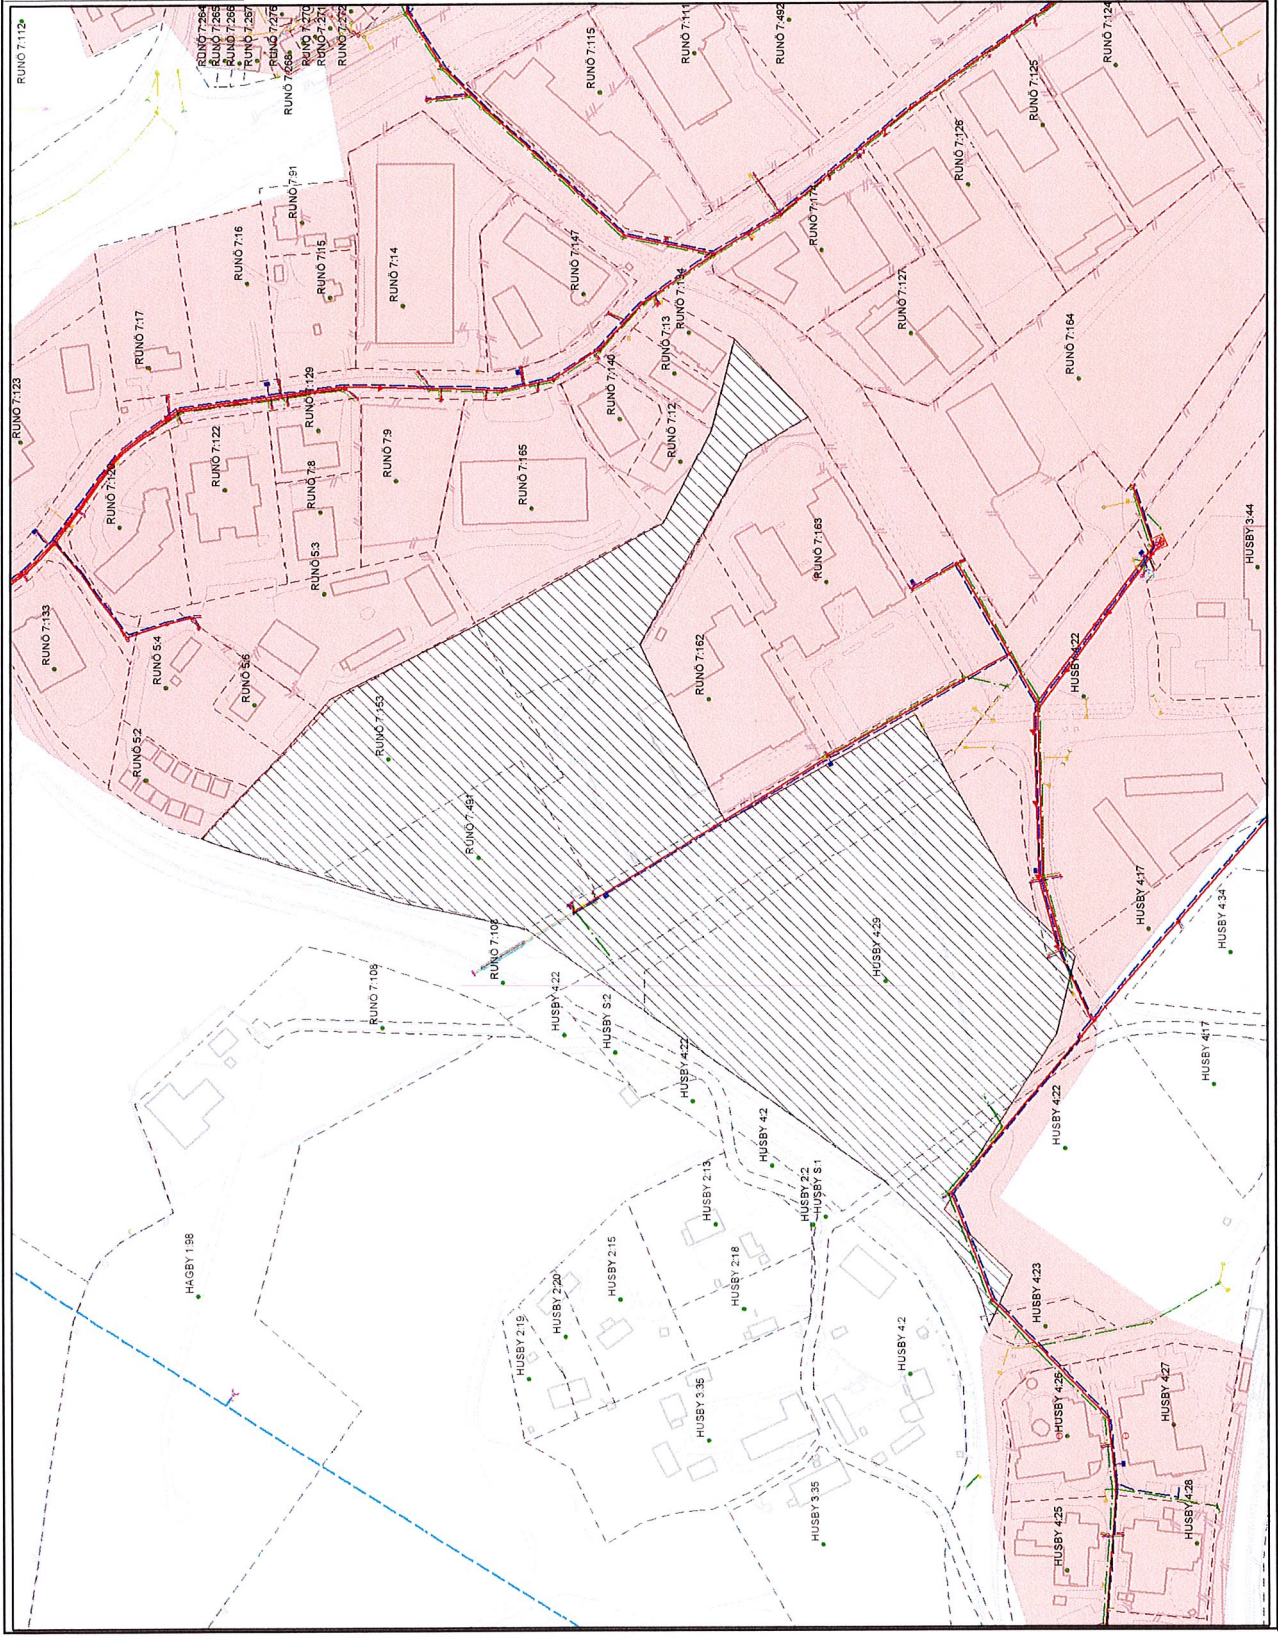 RUNÖ 7:112
RUNÖ 7:264
RUNÖ 7:265
RUNÖ 7:266
RUNÖ 7:267
RUNÖ 7:276
RUNÖ 7:268
RUNÖ 7:270
RUNÖ 7:271
RUNÖ 7:272
RUNÖ 7:115
RUNÖ 7:111
RUNÖ 7:492
RUNÖ 7:124
RUNÖ 7:125
RUNÖ 7:126
RUNÖ 7:91
RUNÖ 7:16
RUNÖ 7:15
RUNÖ 7:14
RUNÖ 7:147
RUNÖ 7:194
RUNÖ 7:127
RUNÖ 7:164
RUNÖ 7:17
RUNÖ 7:123
RUNÖ 7:129
RUNÖ 7:140
RUNÖ 7:13
RUNÖ 7:12
RUNÖ 7:122
RUNÖ 7:8
RUNÖ 7:9
RUNÖ 7:165
RUNÖ 7:163
RUNÖ 5:3
RUNÖ 7:133
RUNÖ 5:4
RUNÖ 5:6
RUNÖ 5:2
RUNÖ 7:153
RUNÖ 7:162
HUSBY 3:44
HUSBY 4:22
RUNÖ 7:491
HUSBY 4:29
HUSBY 4:17
HUSBY 4:34
RUNÖ 7:108
HUSBY 4:22
HUSBY S:2
HUSBY 4:22
HUSBY 4:2
HUSBY 4:22
HUSBY 4:17
HAGBY 1:98
HUSBY 2:13
HUSBY 2:2
HUSBY S:1
HUSBY 2:15
HUSBY 2:18
HUSBY 2:20
HUSBY 2:19
HUSBY 3:35
HUSBY 4:2
HUSBY 4:23
HUSBY 4:26
HUSBY 4:27
HUSBY 3:35
HUSBY 4:25
HUSBY 4:28